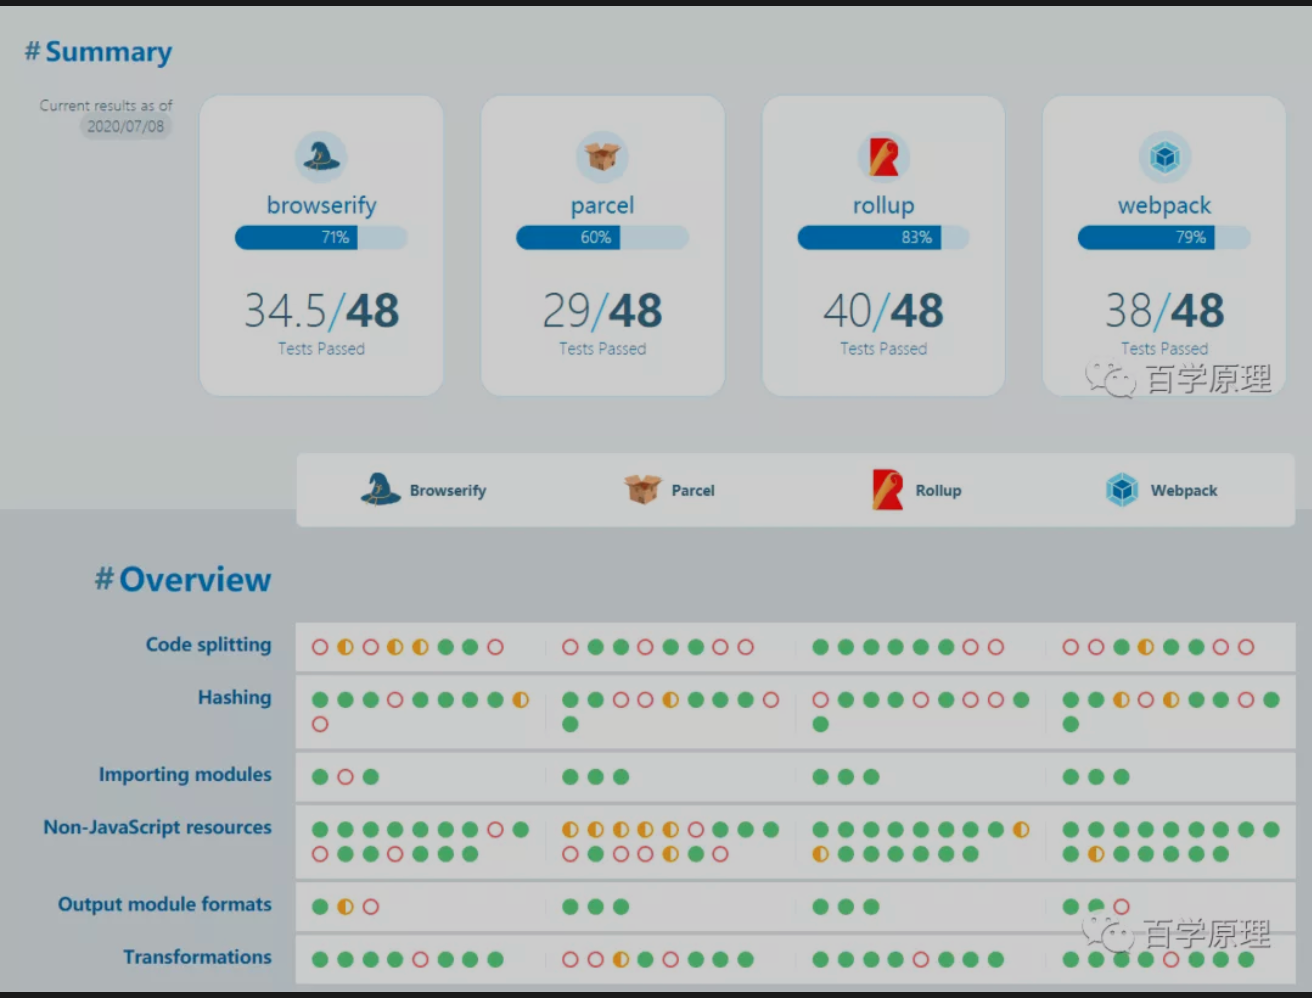 # Summary
Current results as of
2020/07/08
browserify
71%
34.5/48
Tests Passed
parcel
60%
29/48
Tests Passed
rollup
83%
40/48
Tests Passed
webpack
79%
38/48
Tests Passed
百学原理
Browserify
Parcel
Rollup
Webpack
# Overview
Code splitting
Hashing
Importing modules
Non-JavaScript resources
Output module formats
百学原理
Transformations